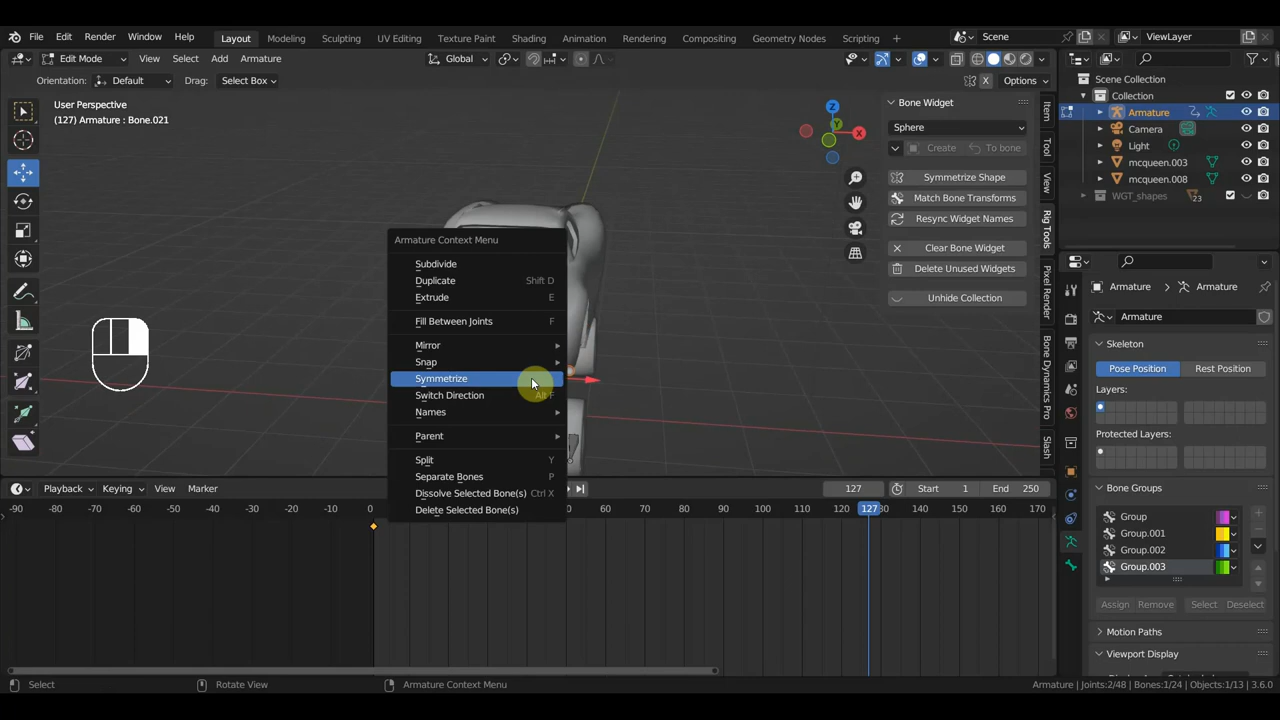 File Edit Render Window Help Layout Modeling Sculpting UV Editing Texture Paint Shading Animation Rendering Compositing Geometry Nodes Scripting + Scene ViewLayer
Edit Mode View Select Add Armature Global
Orientation: Default Drag: Select Box X Options
User Perspective
(127) Armature : Bone.021
Z
Y
X
Bone Widget
Sphere
Create To bone
Symmetrize Shape
Match Bone Transforms
Resync Widget Names
Clear Bone Widget
Delete Unused Widgets
Unhide Collection
Item
Tool
View
Rig Tools
Pixel Render
Bone Dynamics Pro
Slash
Armature Context Menu
Subdivide
Duplicate Shift D
Extrude E
Fill Between Joints F
Mirror
Snap
Symmetrize
Switch Direction Alt F
Names
Parent
Split Y
Separate Bones P
Dissolve Selected Bone(s) Ctrl X
Delete Selected Bone(s)
Scene Collection
Collection
Armature
Camera
Light
mcqueen.003
mcqueen.008
WGT_shapes 23
Armature Armature
Armature
Skeleton
Pose Position Rest Position
Layers:
Protected Layers:
Bone Groups
Group
Group.001
Group.002
Group.003
Assign Remove Select Deselect
Motion Paths
Viewport Display
Playback Keying View Marker 127 Start 1 End 250
-90 -80 -70 -60 -50 -40 -30 -20 -10 0 50 60 70 80 90 100 110 120 127 130 140 150 160 170
Select Rotate View Armature Context Menu Armature | Joints:2/48 | Bones:1/24 | Objects:1/13 | 3.6.0